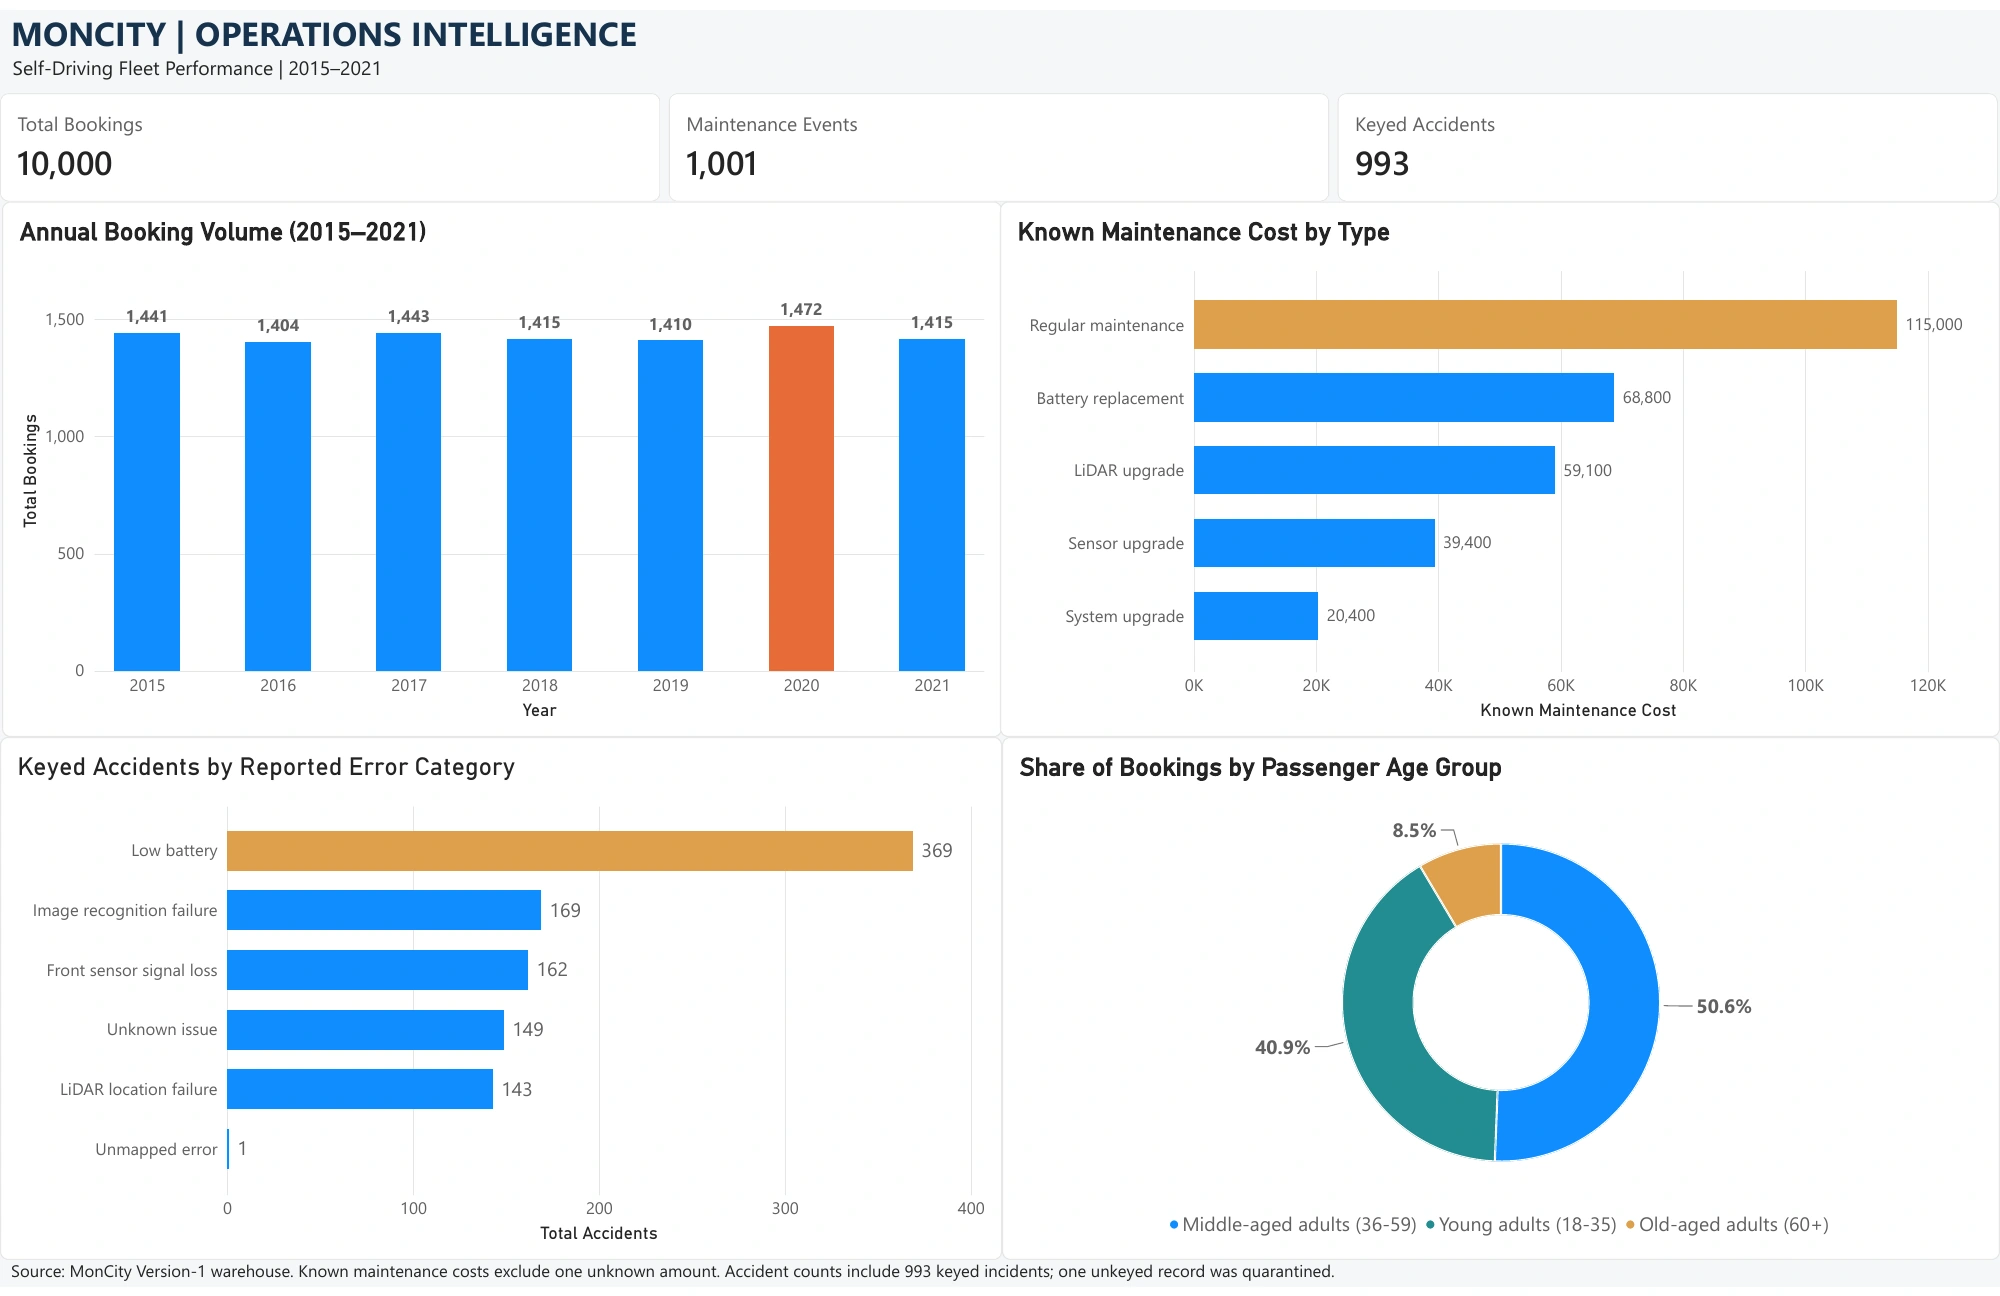 MONCITY | OPERATIONS INTELLIGENCE
Self-Driving Fleet Performance | 2015–2021
Total Bookings
10,000
Maintenance Events
1,001
Keyed Accidents
993
Annual Booking Volume (2015–2021)
Total Bookings
1,500
1,000
500
0
1,441
1,404
1,443
1,415
1,410
1,472
1,415
2015 2016 2017 2018 2019 2020 2021
Year
Known Maintenance Cost by Type
Regular maintenance 115,000
Battery replacement 68,800
LiDAR upgrade 59,100
Sensor upgrade 39,400
System upgrade 20,400
0K 20K 40K 60K 80K 100K 120K
Known Maintenance Cost
Keyed Accidents by Reported Error Category
Low battery 369
Image recognition failure 169
Front sensor signal loss 162
Unknown issue 149
LiDAR location failure 143
Unmapped error 1
0 100 200 300 400
Total Accidents
Share of Bookings by Passenger Age Group
8.5%
50.6%
40.9%
Middle-aged adults (36-59) Young adults (18-35) Old-aged adults (60+)
Source: MonCity Version-1 warehouse. Known maintenance costs exclude one unknown amount. Accident counts include 993 keyed incidents; one unkeyed record was quarantined.